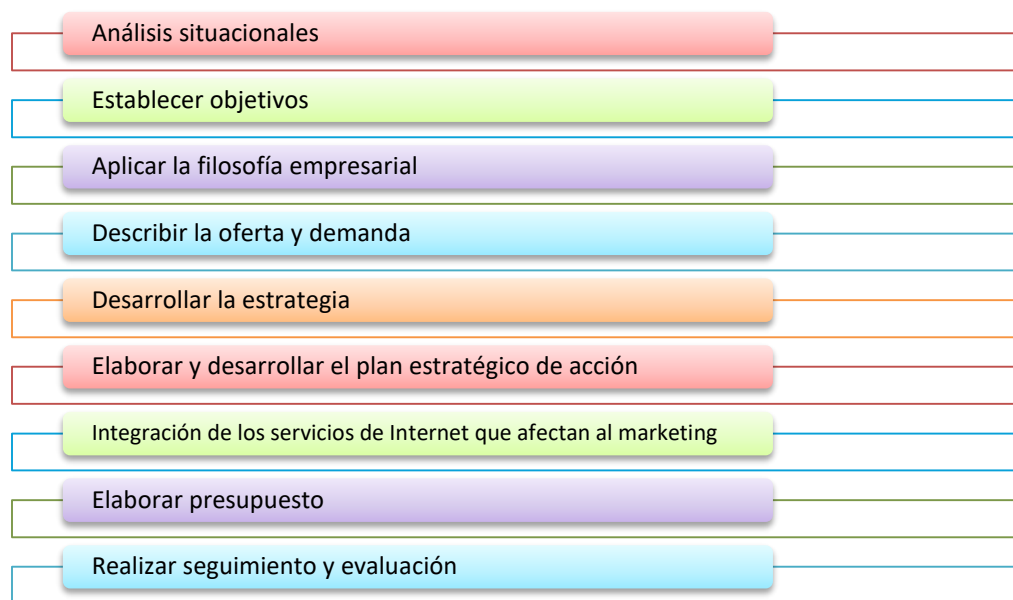 Análisis situacionales
Establecer objetivos
Aplicar la filosofía empresarial
Describir la oferta y demanda
Desarrollar la estrategia
Elaborar y desarrollar el plan estratégico de acción
Integración de los servicios de Internet que afectan al marketing
Elaborar presupuesto
Realizar seguimiento y evaluación